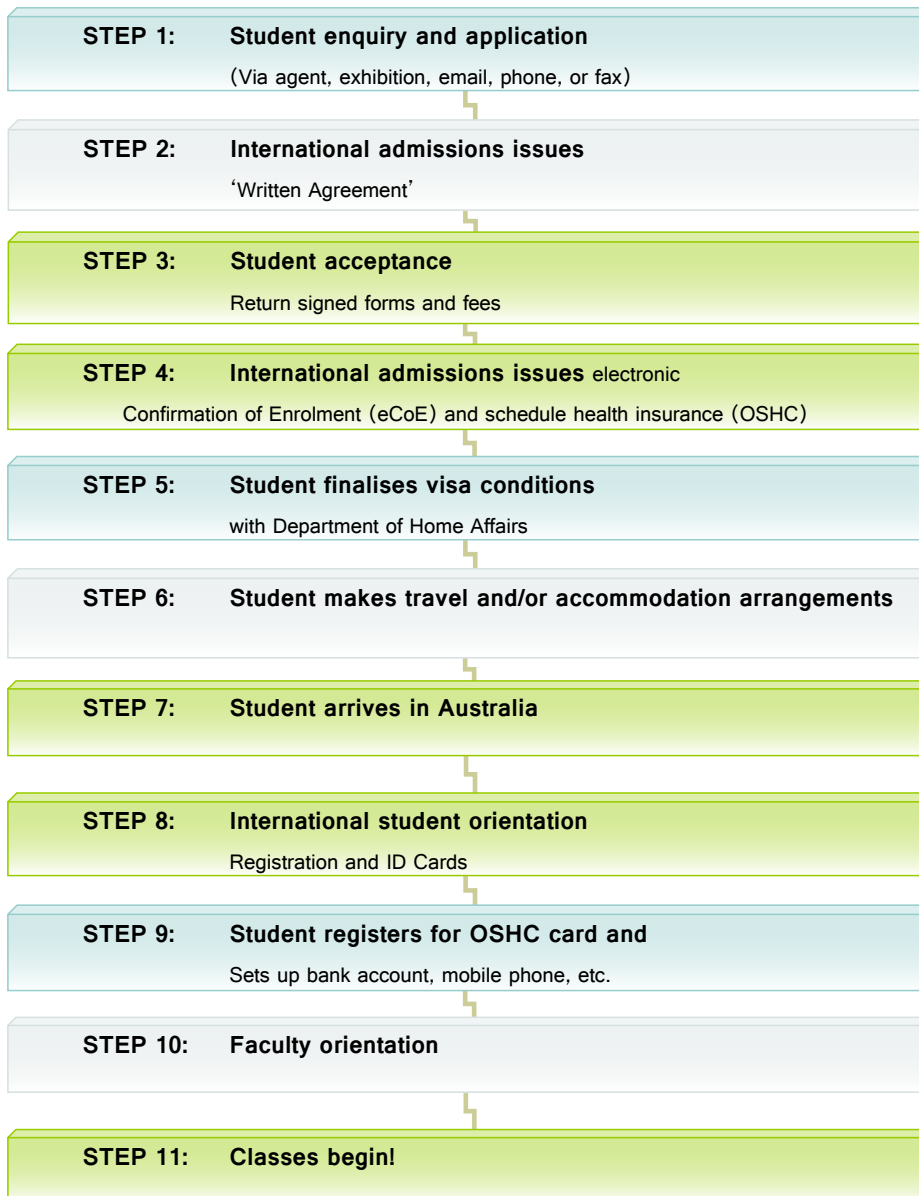 STEP 1: Student enquiry and application
(Via agent, exhibition, email, phone, or fax)
STEP 2: International admissions issues
‘Written Agreement’
STEP 3: Student acceptance
Return signed forms and fees
STEP 4: International admissions issues electronic
Confirmation of Enrolment (eCoE) and schedule health insurance (OSHC)
STEP 5: Student finalises visa conditions
with Department of Home Affairs
STEP 6: Student makes travel and/or accommodation arrangements
STEP 7: Student arrives in Australia
STEP 8: International student orientation
Registration and ID Cards
STEP 9: Student registers for OSHC card and
Sets up bank account, mobile phone, etc.
STEP 10: Faculty orientation
STEP 11: Classes begin!